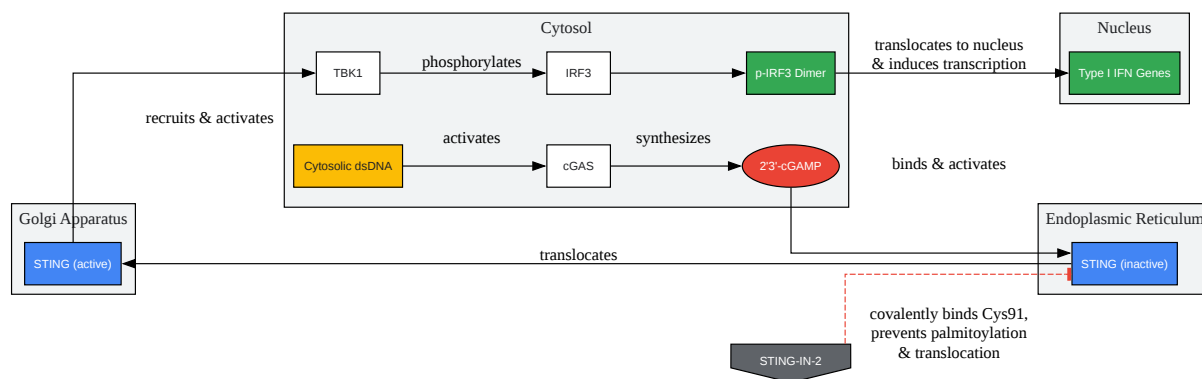 Cytosol
Nucleus
TBK1
phosphorylates
IRF3
p-IRF3 Dimer
translocates to nucleus
& induces transcription
Type I IFN Genes
recruits & activates
Cytosolic dsDNA
activates
cGAS
synthesizes
2'3'-cGAMP
binds & activates
Golgi Apparatus
STING (active)
translocates
Endoplasmic Reticulum
STING (inactive)
covalently binds Cys91,
prevents palmitoylation
& translocation
STING-IN-2